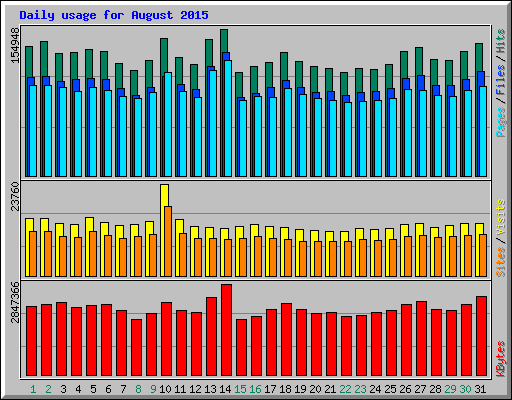 Daily usage for August 2015
154948
Pages / Files / Hits
23760
Sites / Visits
2847366
KBytes
1 2 3 4 5 6 7 8 9 10 11 12 13 14 15 16 17 18 19 20 21 22 23 24 25 26 27 28 29 30 31